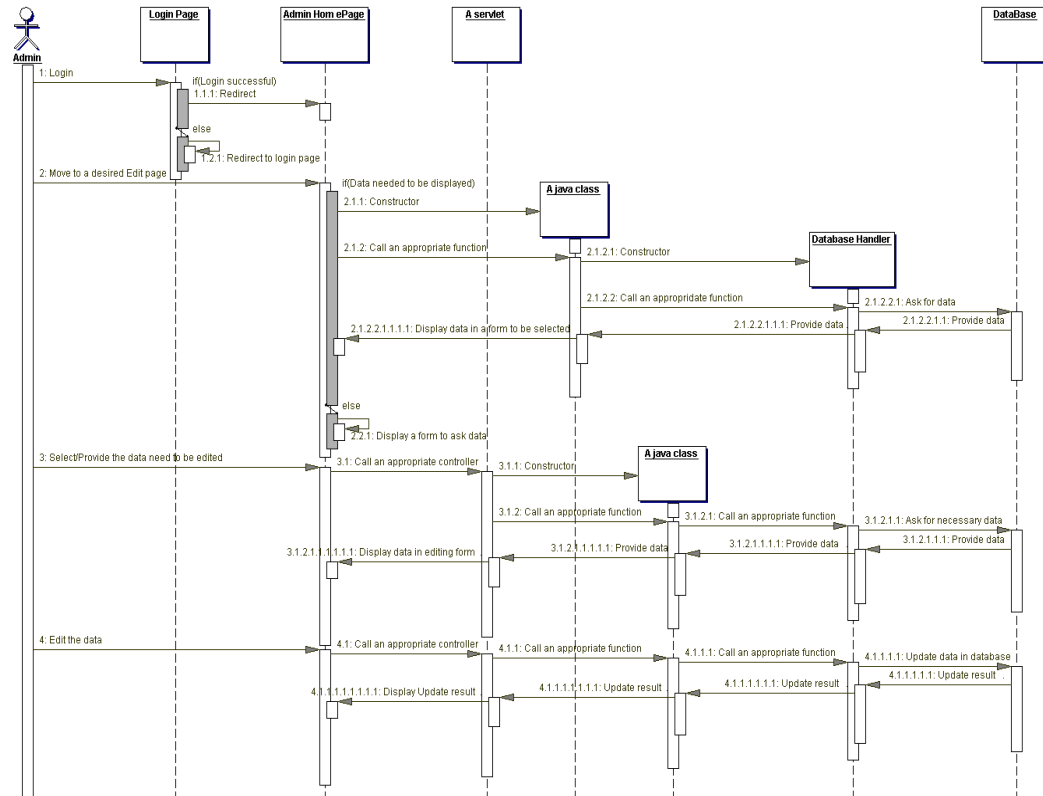 Login Page
Admin Hom ePage
A servlet
DataBase
Admin
1: Login
if(Login successful)
1.1.1: Redirect
else
1.2.1: Redirect to login page
2: Move to a desired Edit page
if(Data needed to be displayed)
A java class
2.1.1: Constructor
2.1.2: Call an appropriate function
2.1.2.1: Constructor
Database Handler
2.1.2.2: Call an appropridate function
2.1.2.2.1: Ask for data
2.1.2.2.1.1: Provide data
2.1.2.2.1.1.1: Provide data .
2.1.2.2.1.1.1.1: Display data in a form to be selected
else
2.2.1: Display a form to ask data
3: Select/Provide the data need to be edited
3.1: Call an appropriate controller
3.1.1: Constructor
A java class
3.1.2: Call an appropriate function
3.1.2.1: Call an appropriate function
3.1.2.1.1: Ask for necessary data
3.1.2.1.1.1: Provide data
3.1.2.1.1.1.1: Provide data
3.1.2.1.1.1.1.1: Provide data .
3.1.2.1.1.1.1.1.1: Display data in editing form .
4: Edit the data
4.1: Call an appropriate controller
4.1.1: Call an appropriate function
4.1.1.1: Call an appropriate function
4.1.1.1.1: Update data in database
4.1.1.1.1.1: Update result .
4.1.1.1.1.1.1: Update result .
4.1.1.1.1.1.1.1: Update result .
4.1.1.1.1.1.1.1.1: Display Update result .